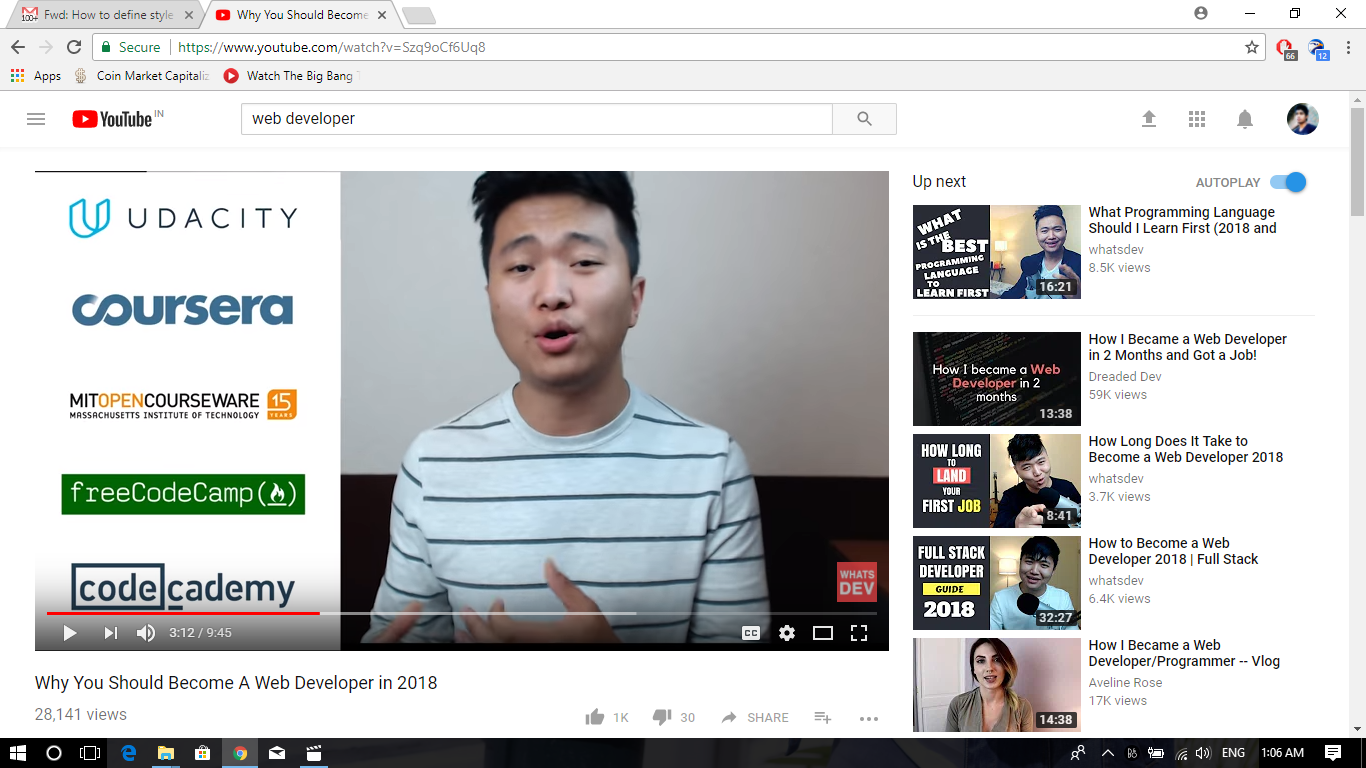 Fwd: How to define style
Why You Should Become
Secure
https://www.youtube.com/watch?v=Szq9oCf6Uq8
66
12
Apps
Coin Market Capitaliz
Watch The Big Bang
YouTube IN
web developer
UDACITY
coursera
MITOPENCOURSEWARE
MASSACHUSETTS INSTITUTE OF TECHNOLOGY
15
YEARS
freeCodeCamp
codecademy
WHATS
DEV
3:12 / 9:45
CC
Why You Should Become A Web Developer in 2018
28,141 views
1K
30
SHARE
Up next
AUTOPLAY
WHAT
IS THE BEST
PROGRAMMING
LANGUAGE
TO
LEARN FIRST
16:21
What Programming Language
Should I Learn First (2018 and
whatsdev
8.5K views
How I became a Web
Developer in 2
months
13:38
How I Became a Web Developer
in 2 Months and Got a Job!
Dreaded Dev
59K views
HOW LONG
TO
LAND
YOUR
FIRST JOB
8:41
How Long Does It Take to
Become a Web Developer 2018
whatsdev
3.7K views
FULL STACK
DEVELOPER
GUIDE
2018
32:27
How to Become a Web
Developer 2018 | Full Stack
whatsdev
6.4K views
14:38
How I Became a Web
Developer/Programmer -- Vlog
Aveline Rose
17K views
ENG
1:06 AM